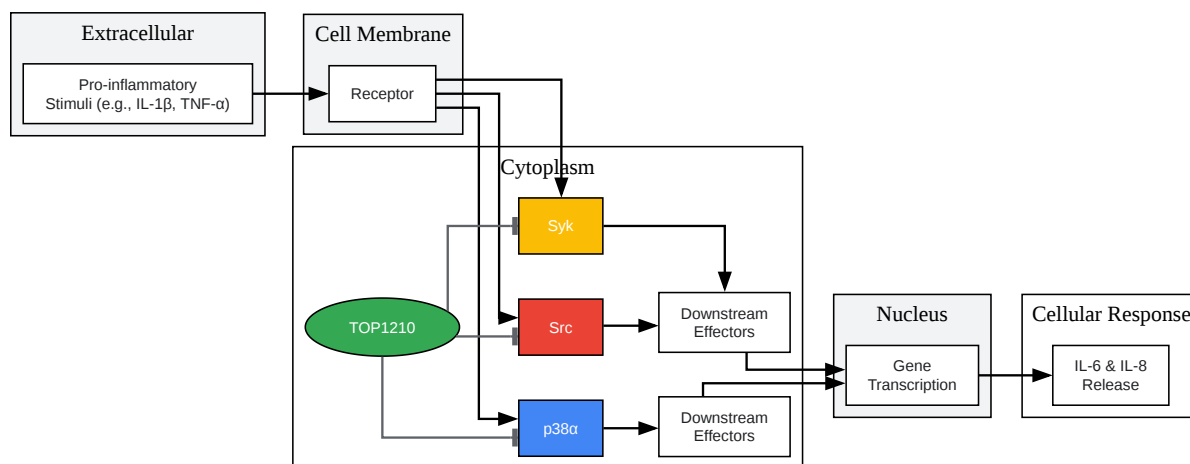 Extracellular
Pro-inflammatory
Stimuli (e.g., IL-1β, TNF-α)
Cell Membrane
Receptor
Cytoplasm
Syk
TOP1210
Src
Downstream
Effectors
p38α
Downstream
Effectors
Nucleus
Gene
Transcription
Cellular Response
IL-6 & IL-8
Release